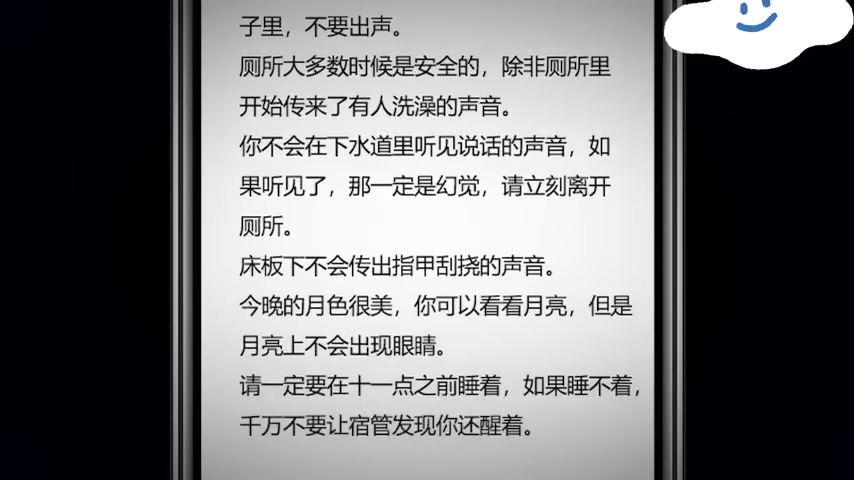 子里，不要出声。
厕所大多数时候是安全的，除非厕所里
开始传来了有人洗澡的声音。
你不会在下水道里听见说话的声音，如
果听见了，那一定是幻觉，请立刻离开
厕所。
床板下不会传出指甲刮挠的声音。
今晚的月色很美，你可以看看月亮，但是
月亮上不会出现眼睛。
请一定要在十一点之前睡着，如果睡不着，
千万不要让宿管发现你还醒着。